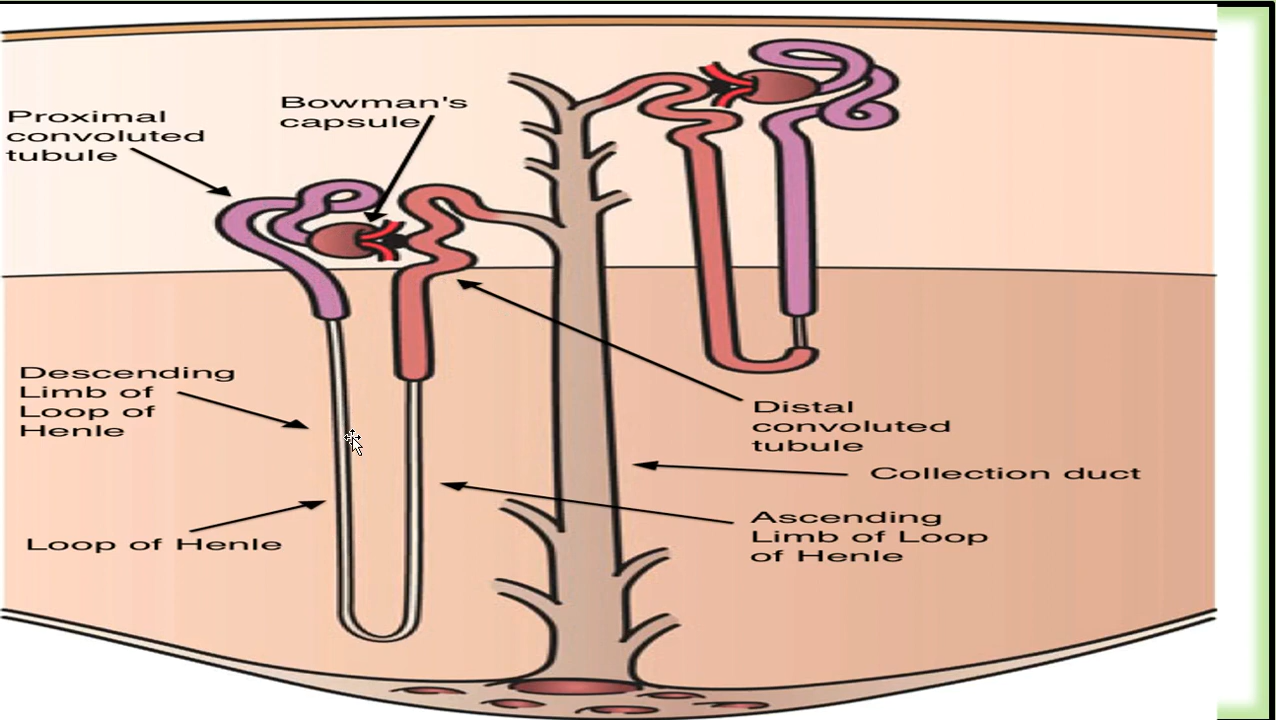 Proximal
convoluted
tubule
Bowman's
capsule
Descending
Limb of
Loop of
Henle
Loop of Henle
Distal
convoluted
tubule
Collection duct
Ascending
Limb of Loop
of Henle